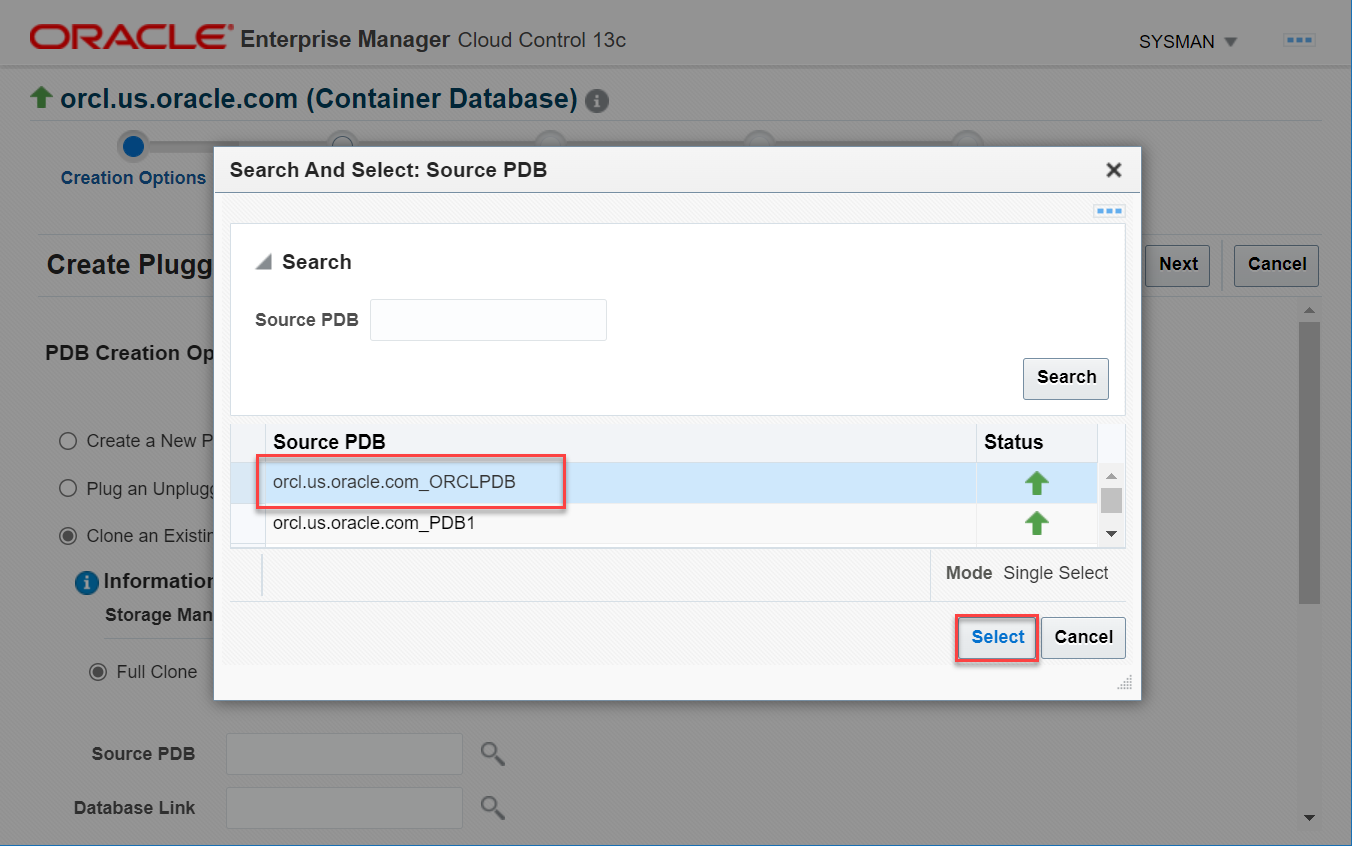 ORACLE Enterprise Manager Cloud Control 13c
SYSMAN
orcl.us.oracle.com (Container Database)
Creation Options
Search And Select: Source PDB
Create Plugg
Next
Cancel
Search
Source PDB
Search
PDB Creation Op
Create a New P
Plug an Unplugg
Clone an Existin
Information
Storage Man
Full Clone
Source PDB
Status
orcl.us.oracle.com_ORCLPDB
orcl.us.oracle.com_PDB1
Mode Single Select
Select
Cancel
Source PDB
Database Link